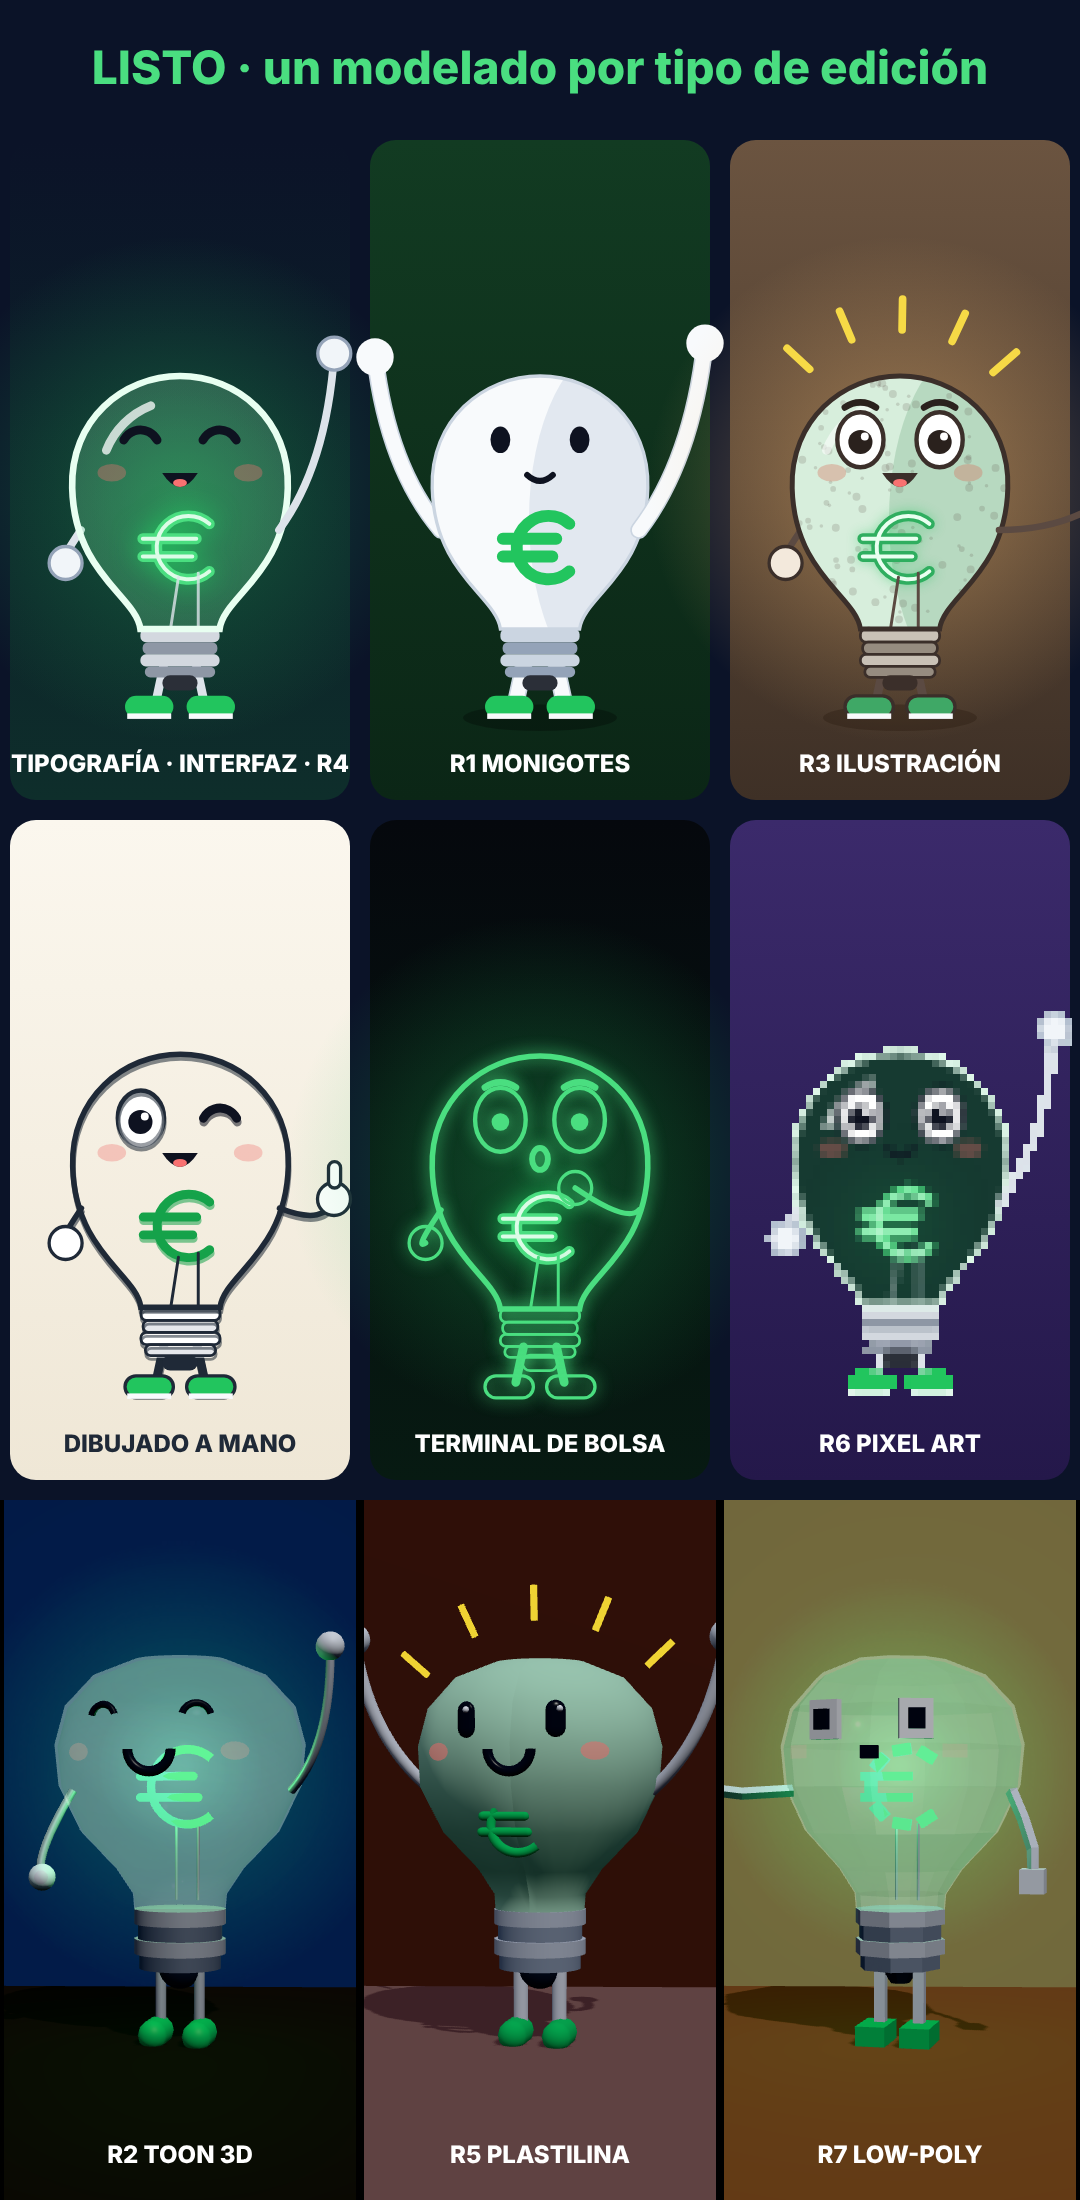 LISTO · un modelado por tipo de edición
€
€
€
TIPOGRAFÍA · INTERFAZ · R4
R1 MONIGOTES
R3 ILUSTRACIÓN
€
€
€
DIBUJADO A MANO
TERMINAL DE BOLSA
R6 PIXEL ART
€
€
€
R2 TOON 3D
R5 PLASTILINA
R7 LOW-POLY